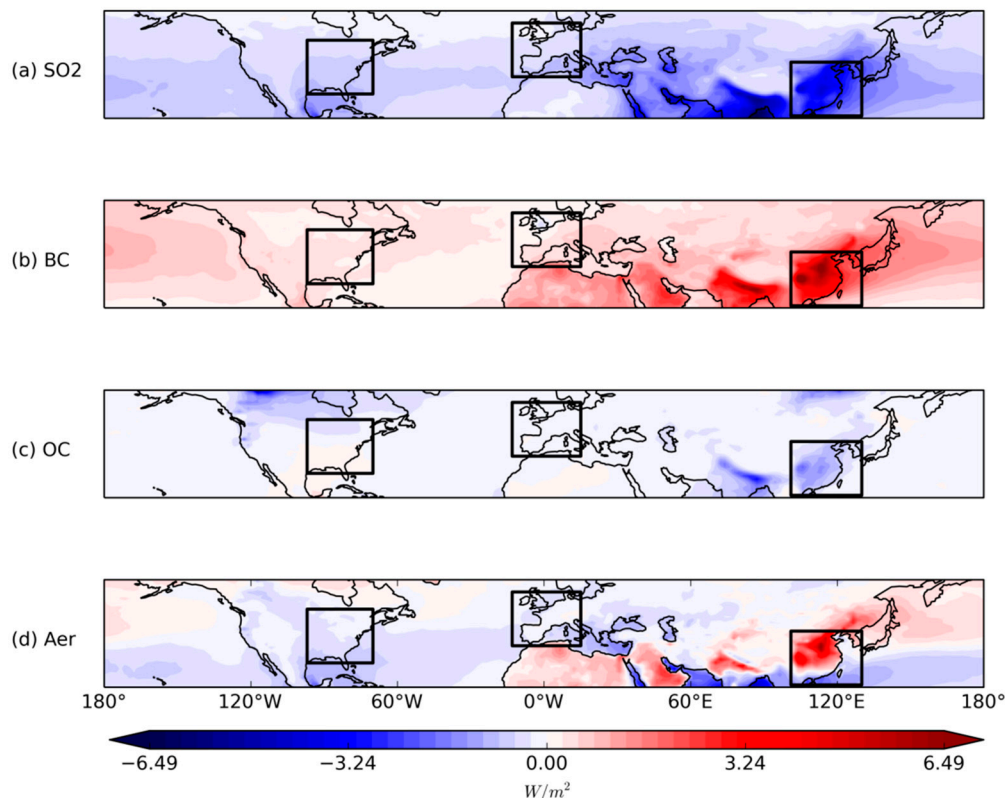 (a) SO2
(b) BC
(c) OC
(d) Aer
180° 120°W 60°W 0°W 60°E 120°E 180°
−6.49 −3.24 0.00 3.24 6.49
W/m²